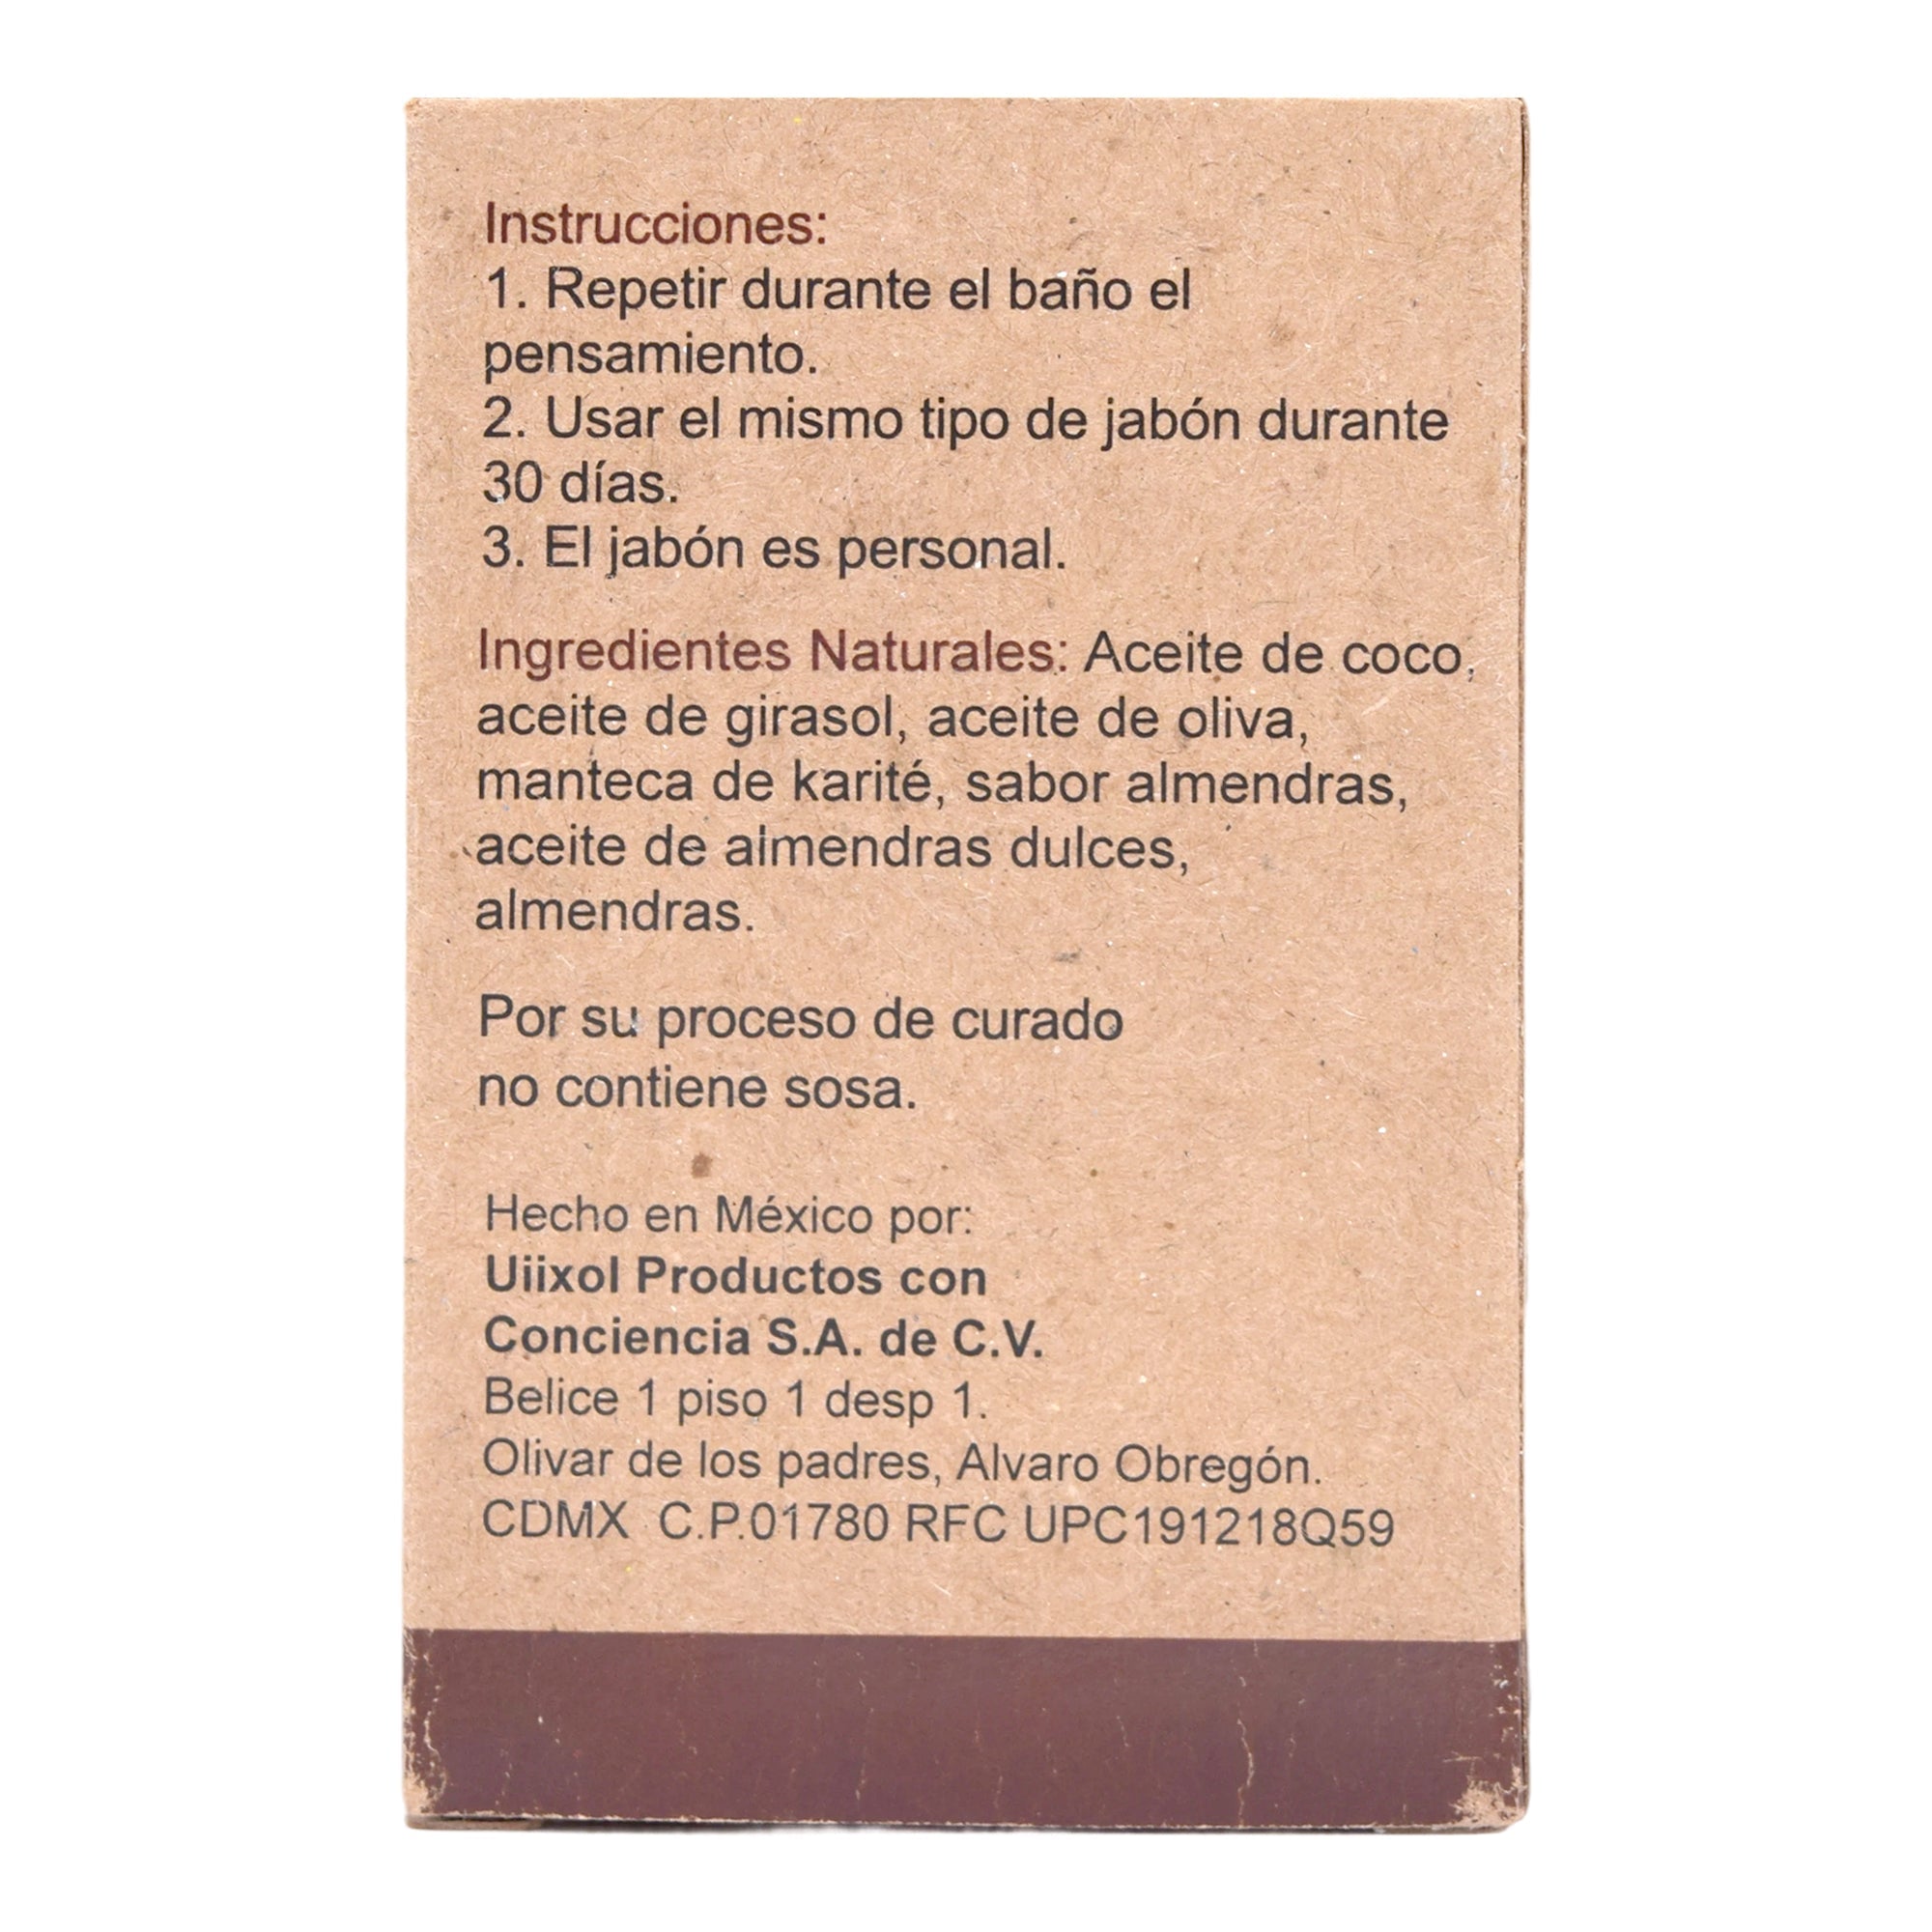 Instrucciones:
1. Repetir durante el baño el
pensamiento.
2. Usar el mismo tipo de jabón durante
30 días.
3. El jabón es personal.
Ingredientes Naturales: Aceite de coco,
aceite de girasol, aceite de oliva,
manteca de karité, sabor almendras,
aceite de almendras dulces,
almendras.
Por su proceso de curado
no contiene sosa.
Hecho en México por:
Uiixol Productos con
Conciencia S.A. de C.V.
Belice 1 piso 1 desp 1.
Olivar de los padres, Alvaro Obregón.
CDMX C.P.01780 RFC UPC191218Q59